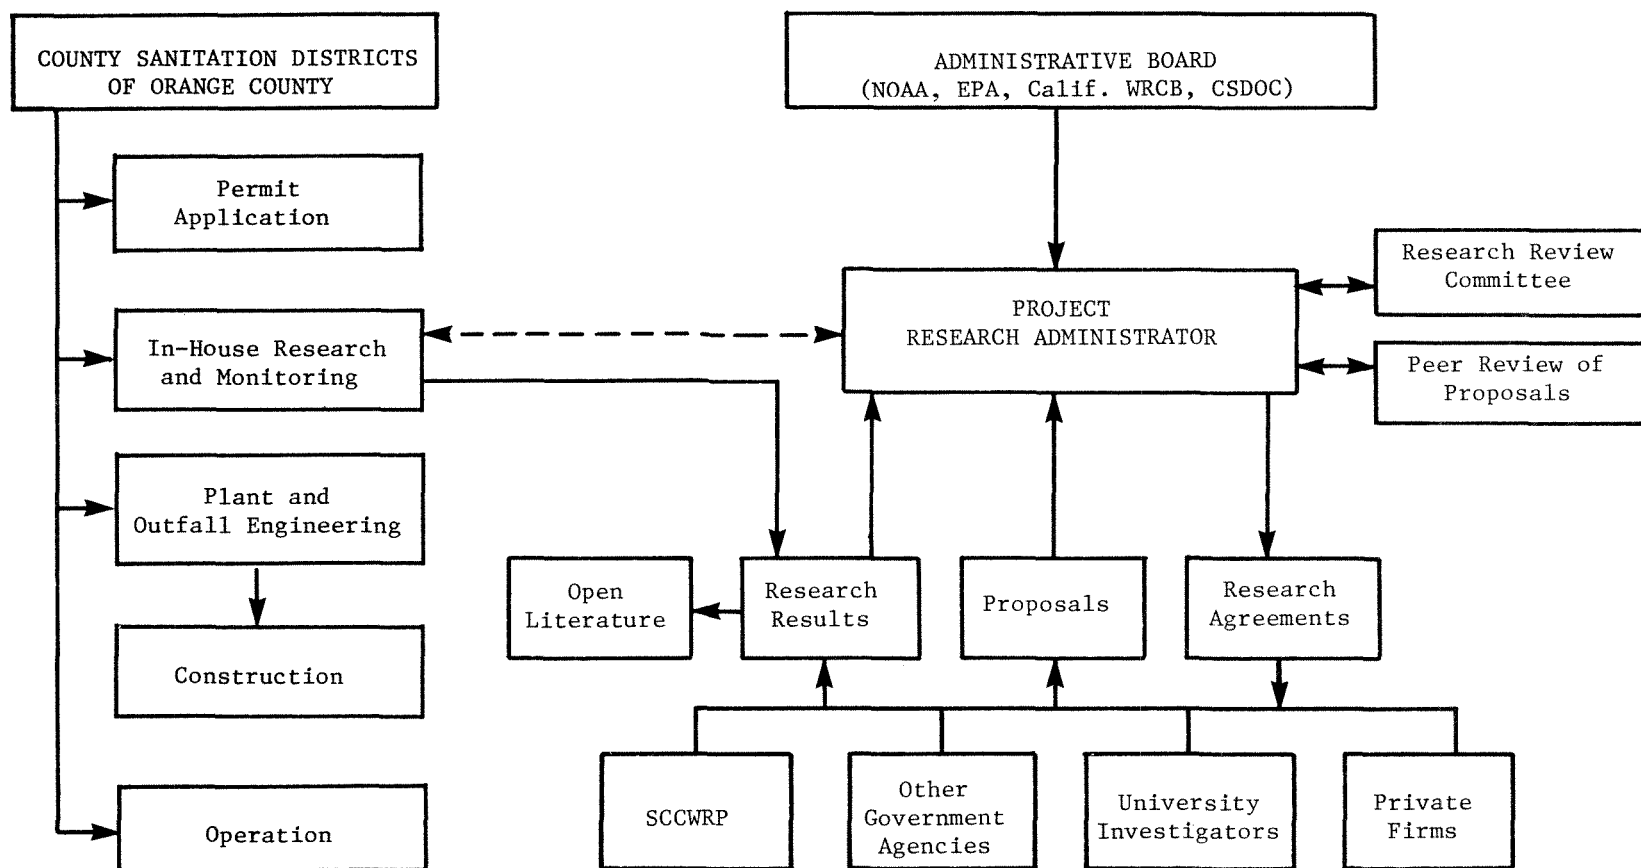 COUNTY SANITATION DISTRICTS
OF ORANGE COUNTY
ADMINISTRATIVE BOARD
(NOAA, EPA, Calif. WRCB, CSDOC)
Permit
Application
Research Review
Committee
PROJECT
RESEARCH ADMINISTRATOR
In-House Research
and Monitoring
Peer Review of
Proposals
Plant and
Outfall Engineering
Open
Literature
Research
Results
Proposals
Research
Agreements
Construction
SCCWRP
Other
Government
Agencies
University
Investigators
Private
Firms
Operation